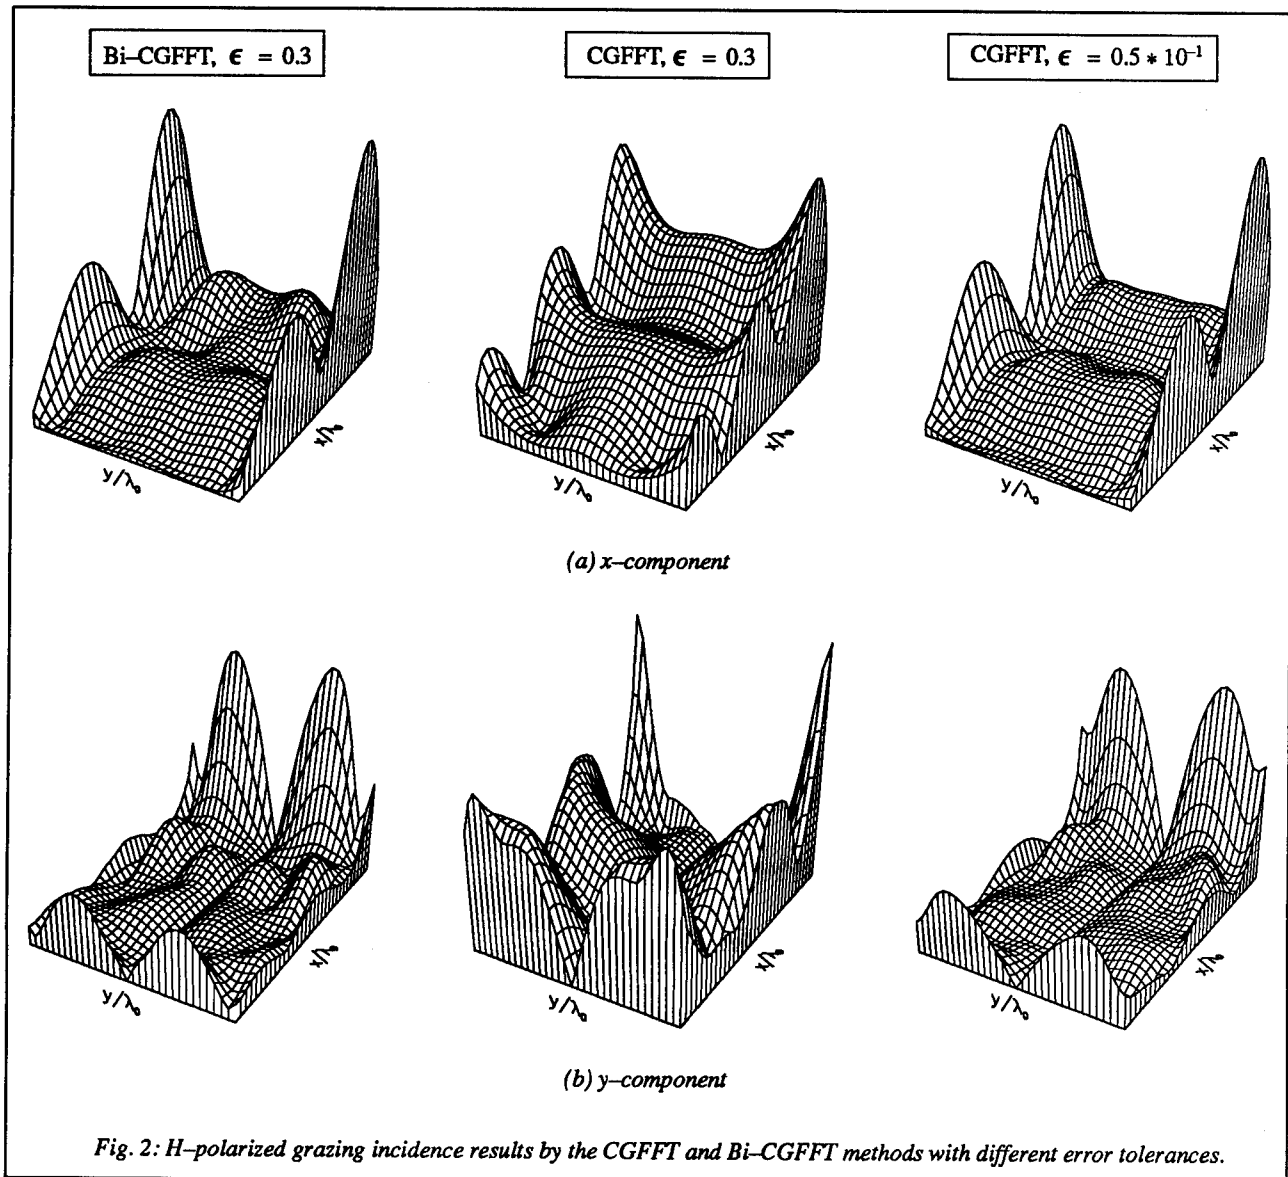 Bi–CGFFT, ϵ = 0.3
CGFFT, ϵ = 0.3
CGFFT, ϵ = 0.5 * 10⁻¹
y/λ₀
x/λ₀
y/λ₀
x/λ₀
y/λ₀
x/λ₀
(a) x–component
y/λ₀
x/λ₀
y/λ₀
x/λ₀
y/λ₀
x/λ₀
(b) y–component
Fig. 2: H–polarized grazing incidence results by the CGFFT and Bi–CGFFT methods with different error tolerances.